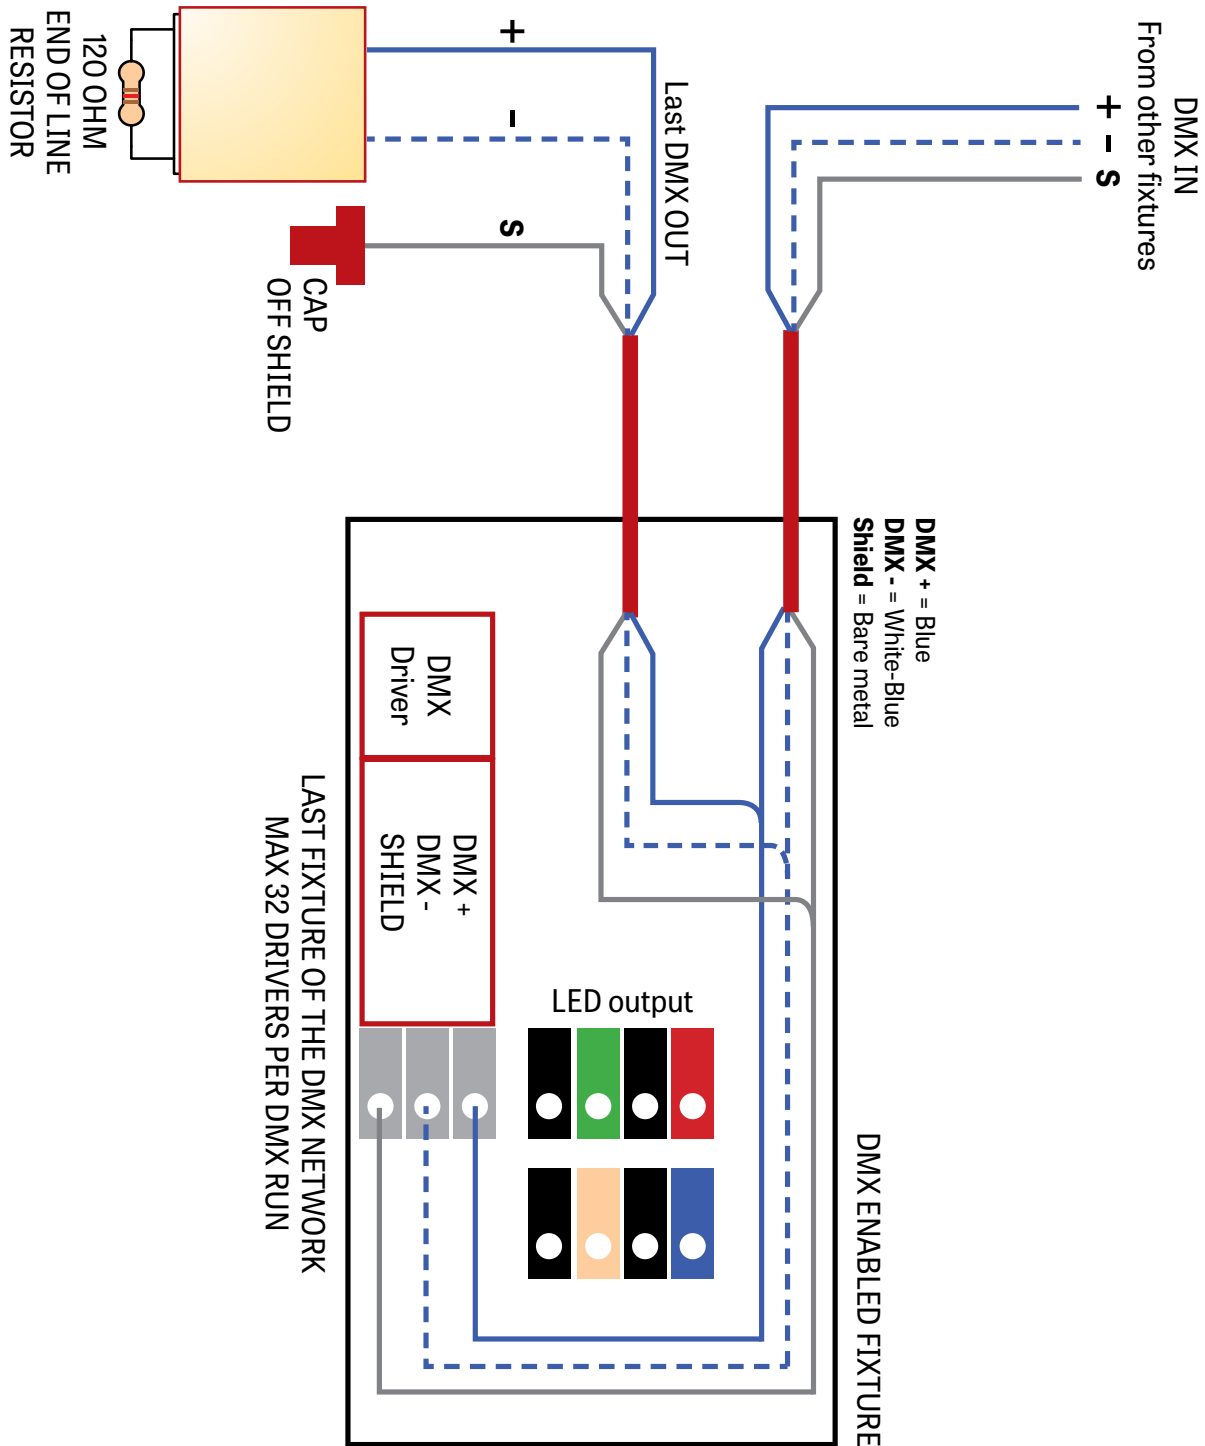 DMX IN
From other fixtures
+
-
S
Last DMX OUT
+
-
S
120 OHM
END OF LINE
RESISTOR
CAP
OFF SHIELD
DMX + = Blue
DMX - = White-Blue
Shield = Bare metal
DMX
Driver
DMX +
DMX -
SHIELD
LED output
DMX ENABLED FIXTURE
LAST FIXTURE OF THE DMX NETWORK
MAX 32 DRIVERS PER DMX RUN